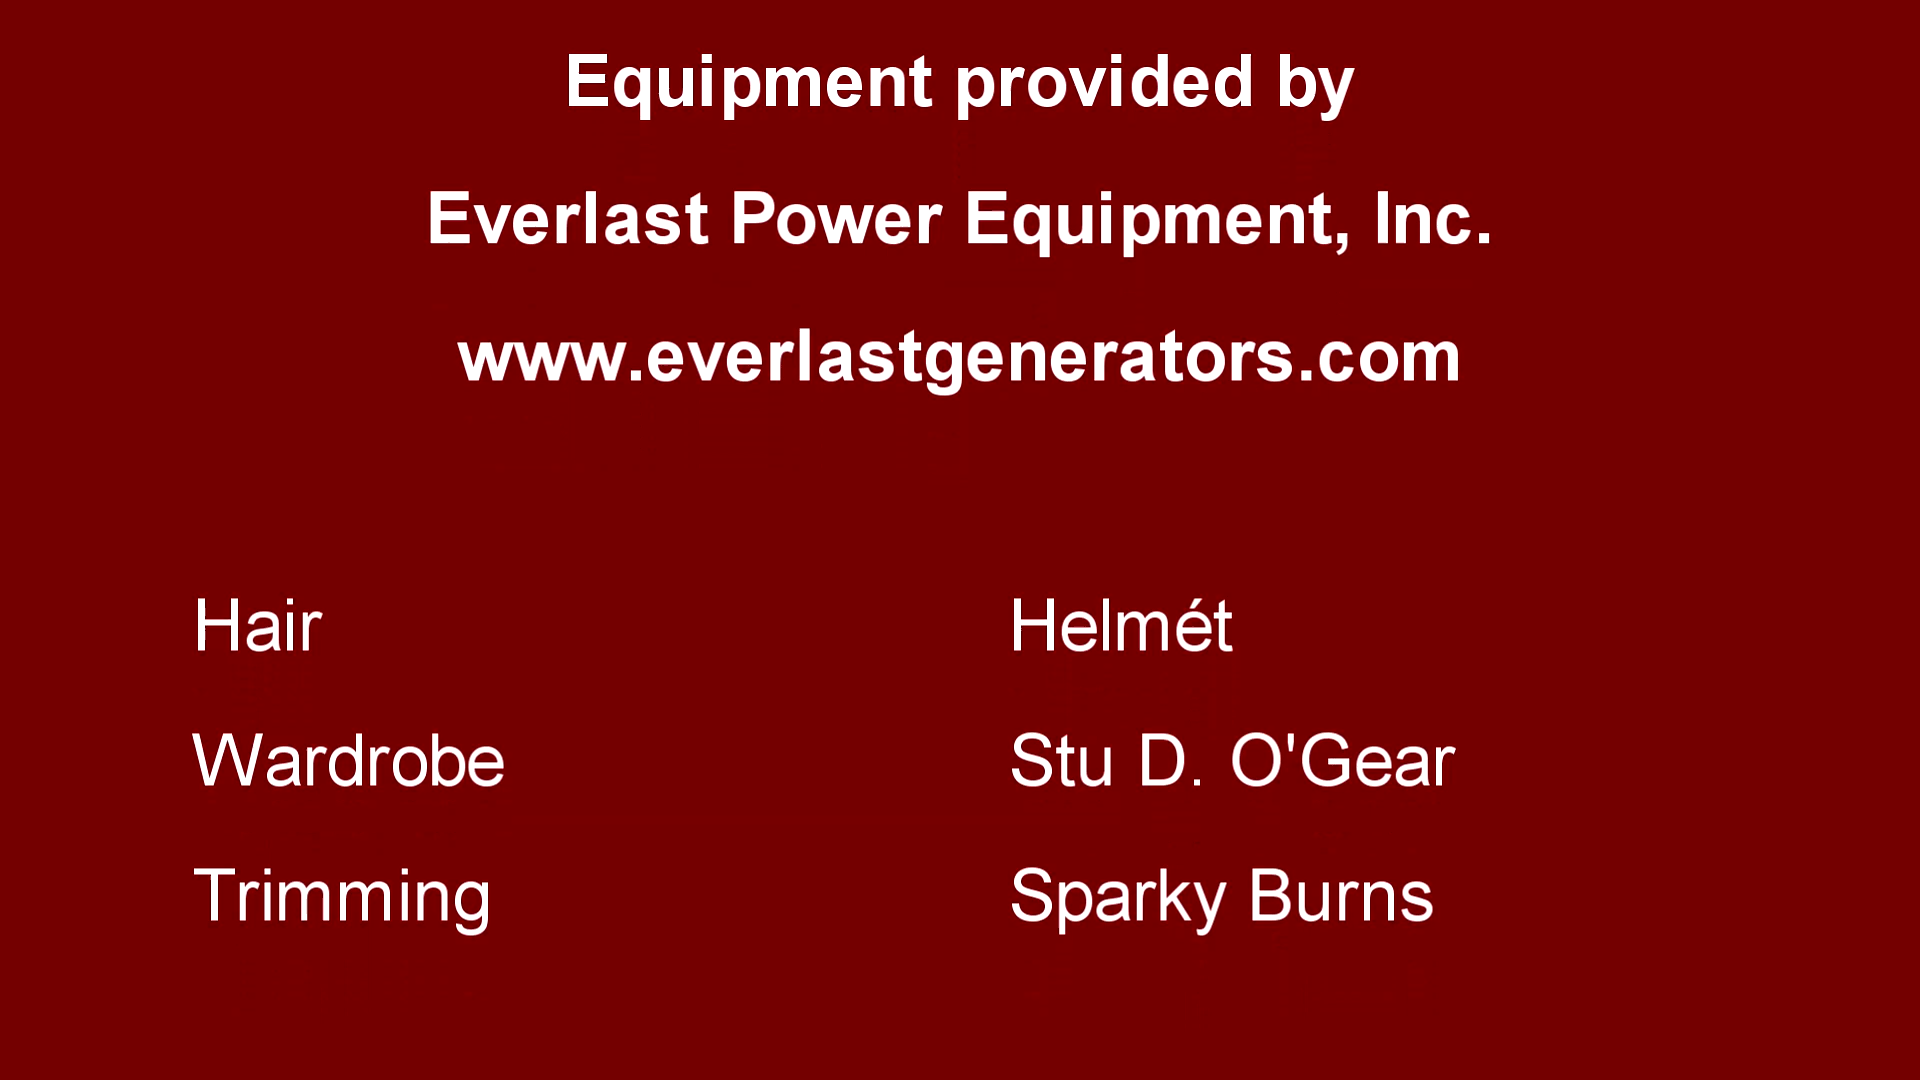 Equipment provided by
Everlast Power Equipment, Inc.
www.everlastgenerators.com
Hair Helmét
Wardrobe Stu D. O'Gear
Trimming Sparky Burns